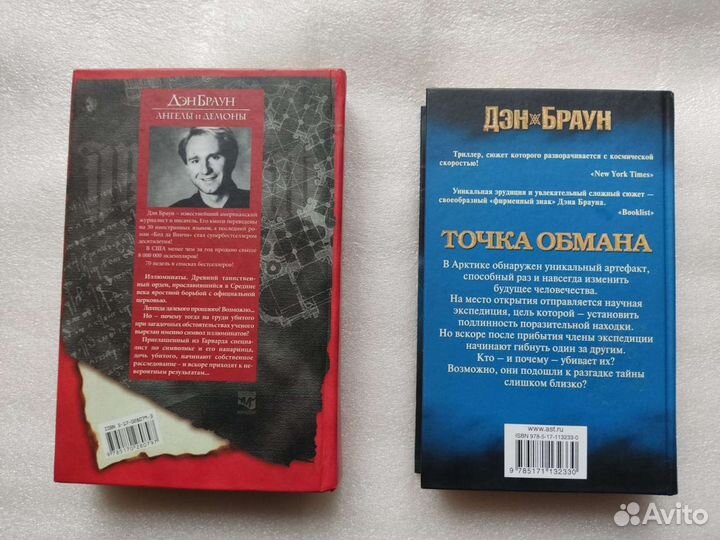 ДЭН БРАУН
АНГЕЛЫ И ДЕМОНЫ
Дэн Браун – известнейший американский
журналист и писатель. Его книги переведены
на 50 иностранных языков, а последний ро-
ман «Код да Винчи» стал супербестселлером
десятилетия!
В США менее чем за год продано свыше
8 000 000 экземпляров!
70 недель в списках бестселлеров!
Иллюминаты. Древний таинствен-
ный орден, прославившийся в Средние
века яростной борьбой с официальной
церковью.
Легенда далекого прошлого? Возможно...
Но – почему тогда на груди убитого
при загадочных обстоятельствах ученого
вырезан именно символ иллюминатов?
Приглашенный из Гарварда специа-
лист по символике и его напарница,
дочь убитого, начинают собственное
расследование – и вскоре приходят к не-
вероятным результатам...
ISBN 5-17-028079-3
9785170280797
ДЭН БРАУН
Триллер, сюжет которого разворачивается с космической
скоростью!
«New York Times»
Уникальная эрудиция и увлекательный сложный сюжет —
своеобразный «фирменный знак» Дэна Брауна.
«Booklist»
ТОЧКА ОБМАНА
В Арктике обнаружен уникальный артефакт,
способный раз и навсегда изменить
будущее человечества.
На место открытия отправляется научная
экспедиция, цель которой — установить
подлинность поразительной находки.
Но вскоре после прибытия члены экспедиции
начинают гибнуть один за другим.
Кто — и почему — убивает их?
Возможно, они подошли к разгадке тайны
слишком близко?
www.ast.ru
ISBN 978-5-17-113233-0
9 785171 132330
Avito